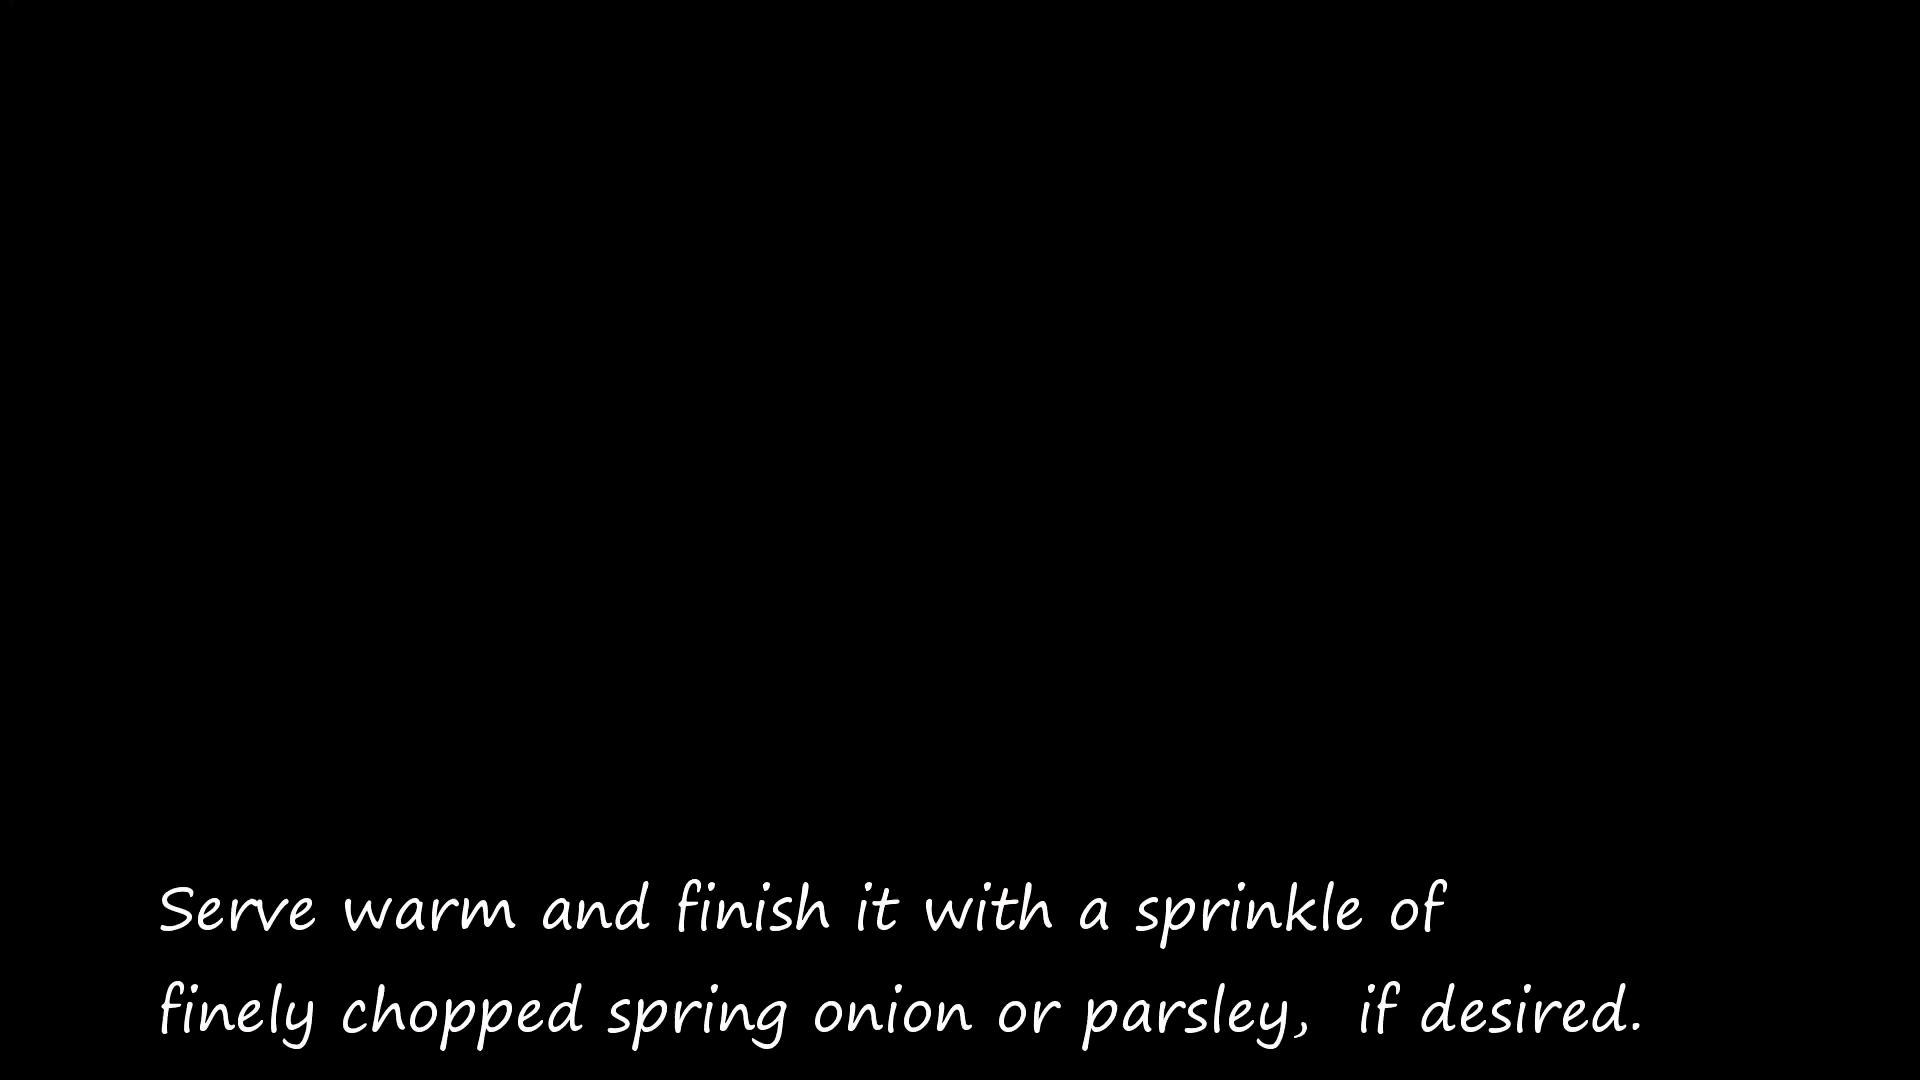 Serve warm and finish it with a sprinkle of
finely chopped spring onion or parsley,  if desired.